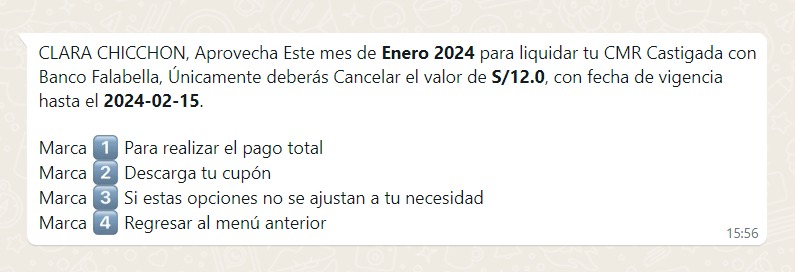 CLARA CHICCHON, Aprovecha Este mes de Enero 2024 para liquidar tu CMR Castigada con
Banco Falabella, Únicamente deberás Cancelar el valor de S/12.0, con fecha de vigencia
hasta el 2024-02-15.
Marca 1 Para realizar el pago total
Marca 2 Descarga tu cupón
Marca 3 Si estas opciones no se ajustan a tu necesidad
Marca 4 Regresar al menú anterior
15:56